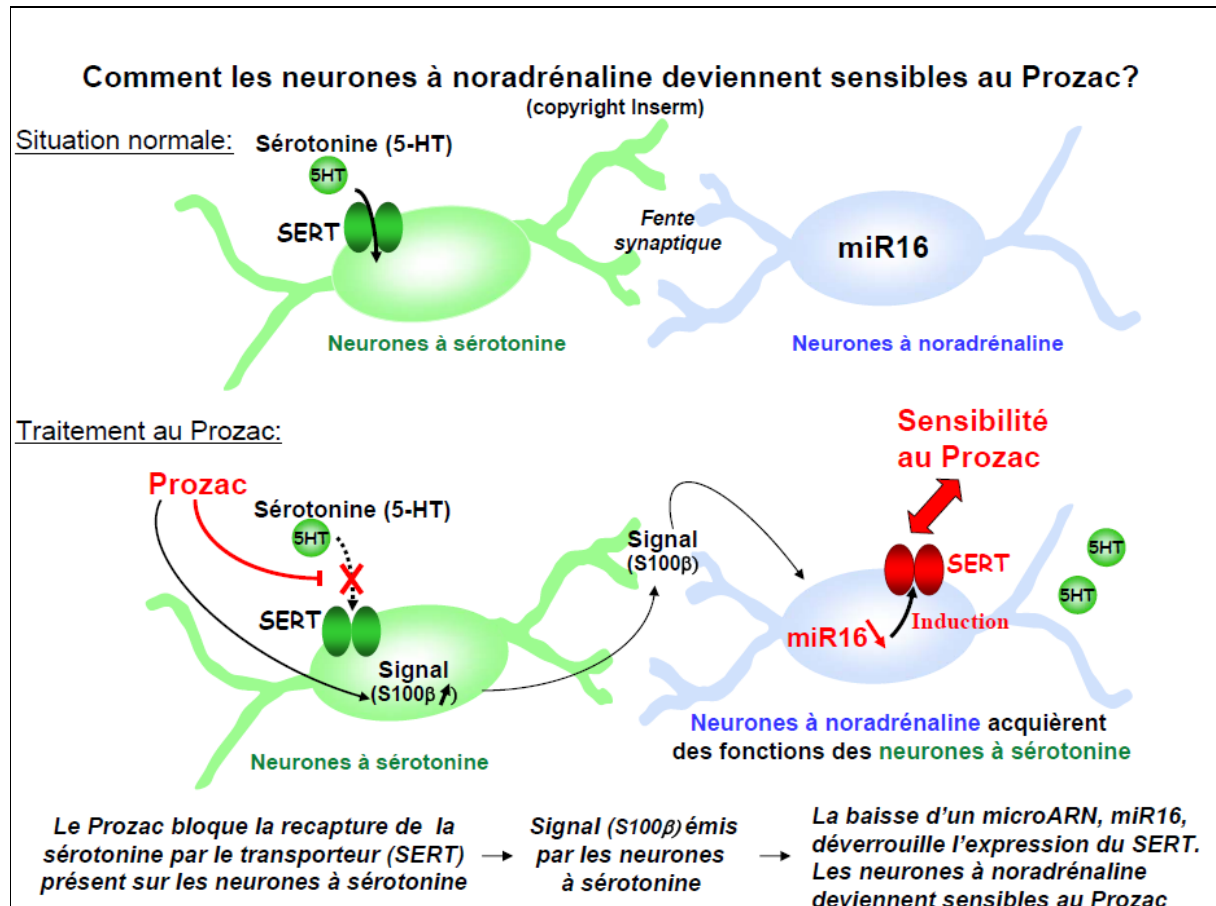 Comment les neurones à noradrénaline deviennent sensibles au Prozac?
(copyright Inserm)
Situation normale:
Sérotonine (5-HT)
5HT
SERT
Fente
synaptique
miR16
Neurones à sérotonine
Neurones à noradrénaline
Traitement au Prozac:
Prozac
Sérotonine (5-HT)
5HT
SERT
Signal
(S100β)
Signal
(S100β)
Sensibilité
au Prozac
SERT
5HT
5HT
miR16
Induction
Neurones à sérotonine
Neurones à noradrénaline acquièrent
des fonctions des neurones à sérotonine
Le Prozac bloque la recapture de la
sérotonine par le transporteur (SERT)
présent sur les neurones à sérotonine
Signal (S100β) émis
par les neurones
à sérotonine
La baisse d'un microARN, miR16,
déverrouille l'expression du SERT.
Les neurones à noradrénaline
deviennent sensibles au Prozac